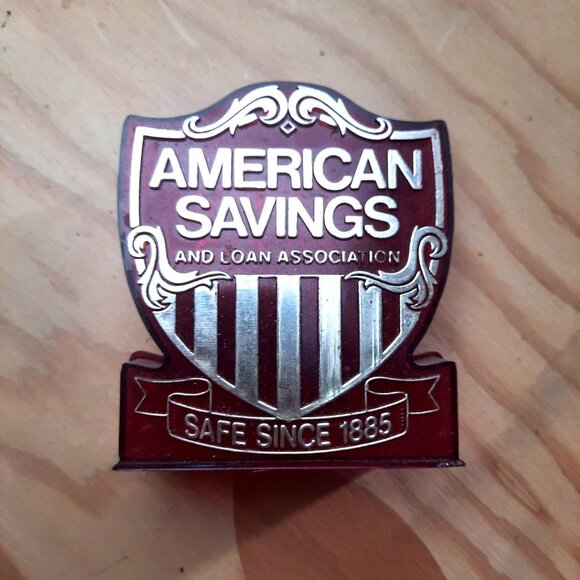 AMERICAN
SAVINGS
AND LOAN ASSOCIATION
SAFE SINCE 1885